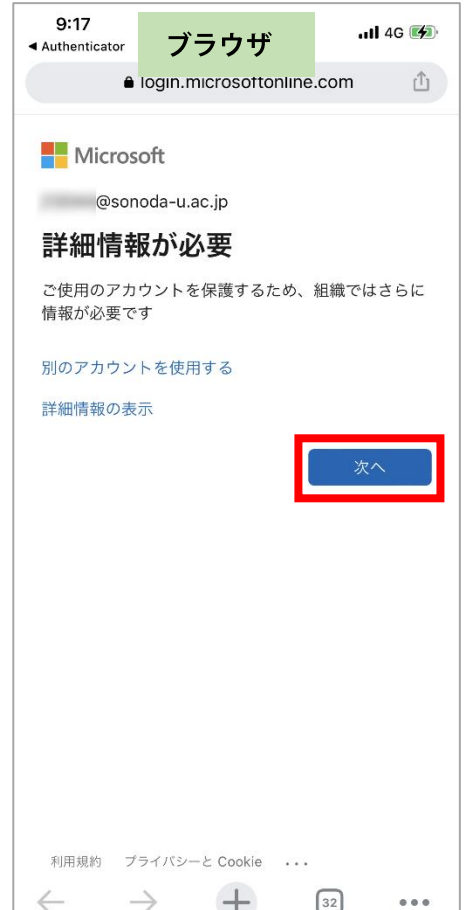 9:17
4G
◀ Authenticator
ブラウザ
login.microsoftonline.com
Microsoft
@sonoda-u.ac.jp
詳細情報が必要
ご使用のアカウントを保護するため、組織ではさらに
情報が必要です
別のアカウントを使用する
詳細情報の表示
次へ
利用規約 プライバシーと Cookie ...
32